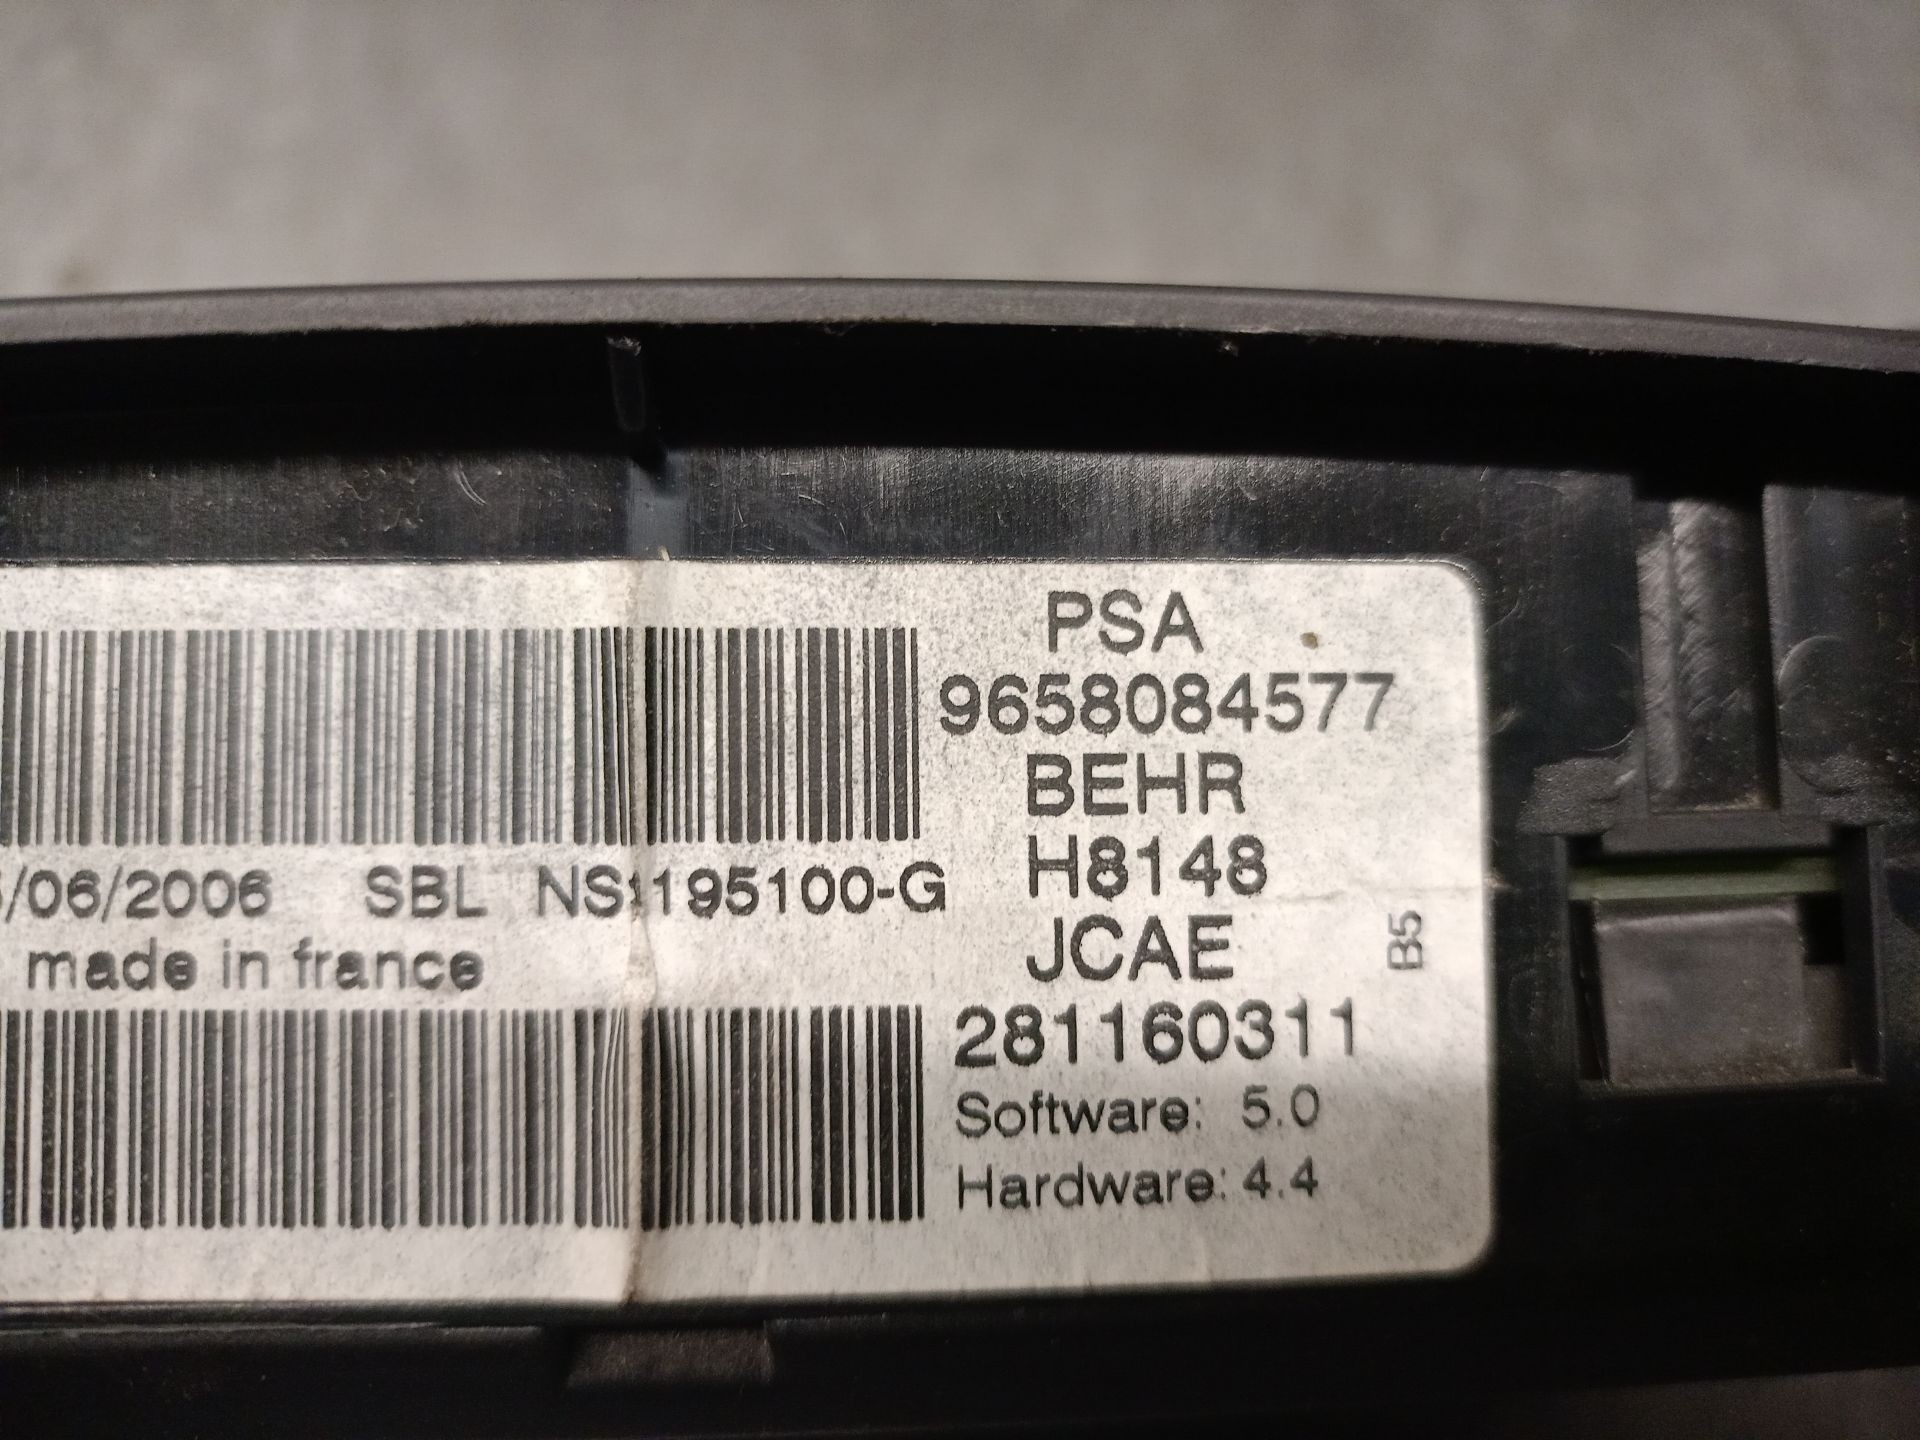 PSA
9658084577
BEHR
H8148
JCAE
281160311
Software: 5.0
Hardware: 4.4
B5
/06/2006 SBL 195100-G
made in france